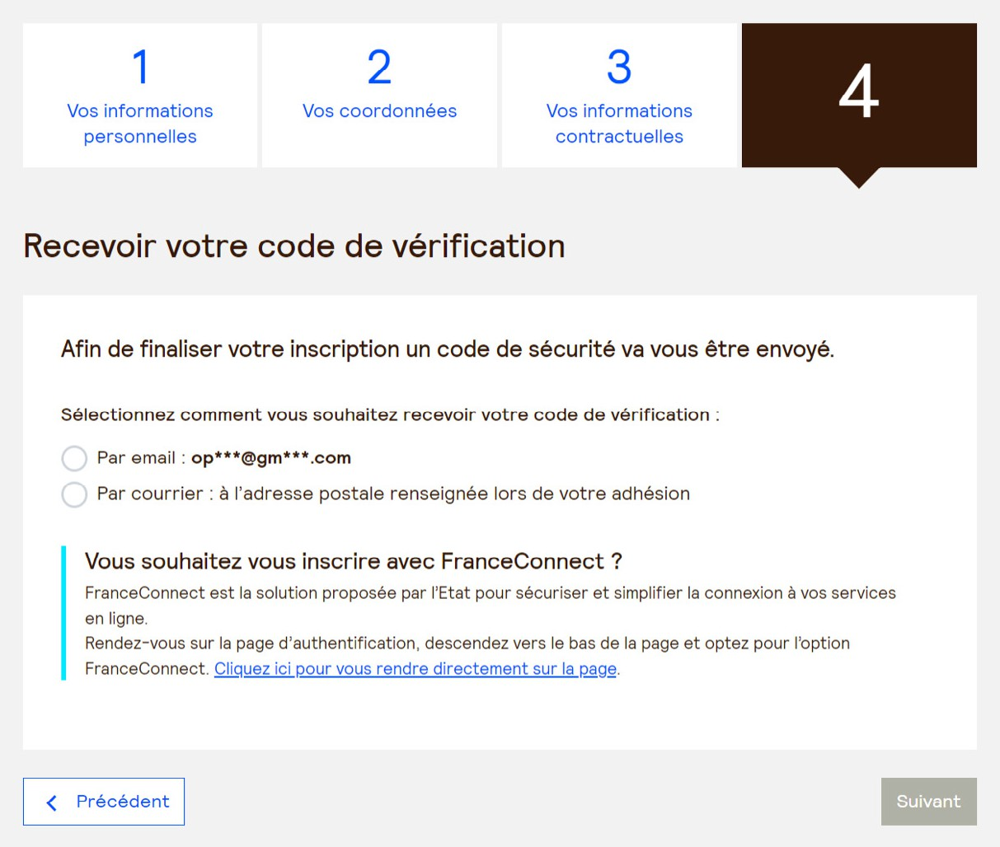 1
Vos informations
personnelles
2
Vos coordonnées
3
Vos informations
contractuelles
4
Recevoir votre code de vérification
Afin de finaliser votre inscription un code de sécurité va vous être envoyé.
Sélectionnez comment vous souhaitez recevoir votre code de vérification :
Par email : op***@gm***.com
Par courrier : à l'adresse postale renseignée lors de votre adhésion
Vous souhaitez vous inscrire avec FranceConnect ?
FranceConnect est la solution proposée par l'Etat pour sécuriser et simplifier la connexion à vos services
en ligne.
Rendez-vous sur la page d'authentification, descendez vers le bas de la page et optez pour l'option
FranceConnect. Cliquez ici pour vous rendre directement sur la page.
Précédent
Suivant